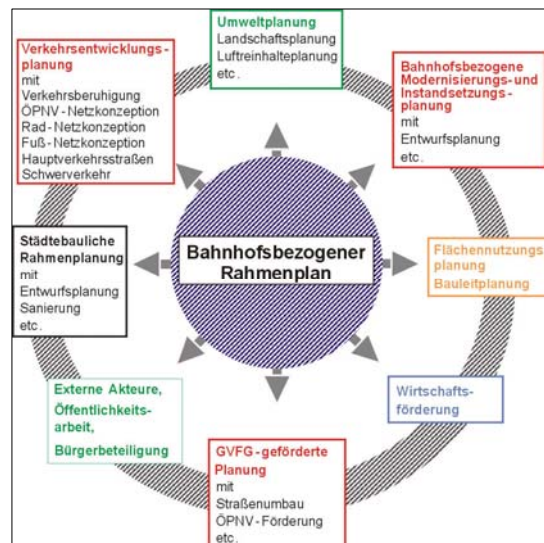 Umweltplanung
Landschaftsplanung
Luftreinhalteplanung
etc.
Verkehrsentwicklungs-
planung
mit
Verkehrsberuhigung
ÖPNV-Netzkonzeption
Rad-Netzkonzeption
Fuß-Netzkonzeption
Hauptverkehrsstraßen
Schwerverkehr
Bahnhofsbezogene
Modernisierungs-und
Instandsetzungs-
planung
mit
Entwurfsplanung
etc.
Städtebauliche
Rahmenplanung
mit
Entwurfsplanung
Sanierung
etc.
Bahnhofsbezogener
Rahmenplan
Flächennutzungs
planung
Bauleitplanung
Externe Akteure,
Öffentlichkeits-
arbeit,
Bürgerbeteiligung
Wirtschafts-
förderung
GVFG-geförderte
Planung
mit
Straßenumbau
ÖPNV-Förderung
etc.